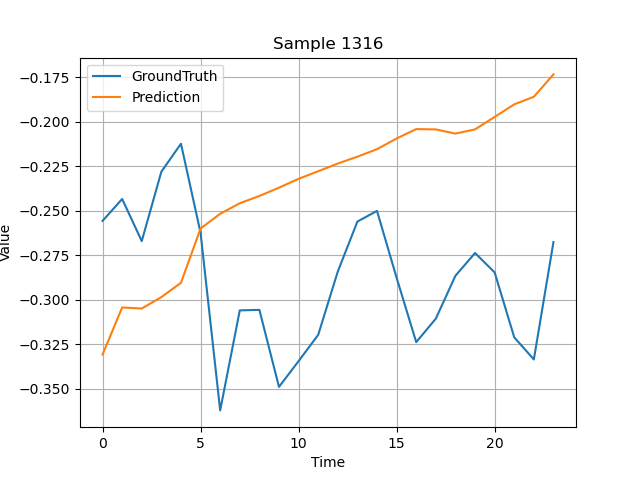 Sample 1316
GroundTruth
Prediction
−0.175
−0.200
−0.225
−0.250
−0.275
−0.300
−0.325
−0.350
Value
0 5 10 15 20
Time